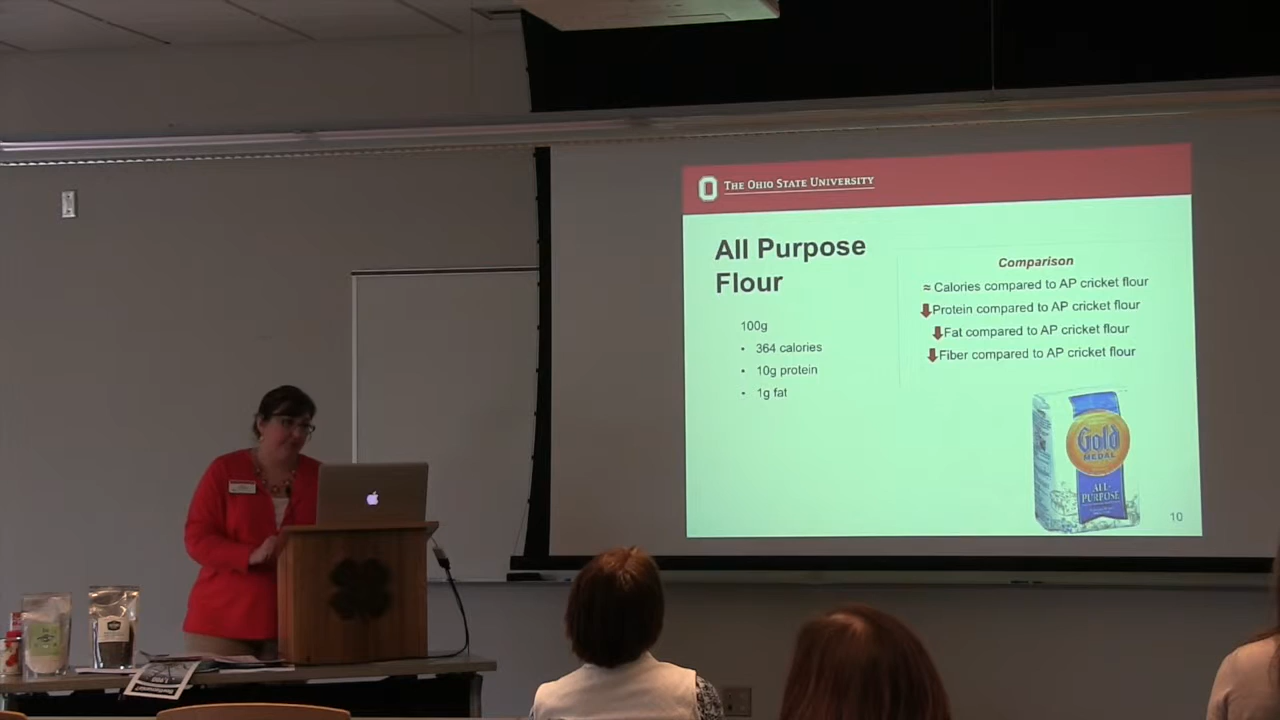 THE OHIO STATE UNIVERSITY
All Purpose
Flour
100g
• 364 calories
• 10g protein
• 1g fat
Comparison
≈ Calories compared to AP cricket flour
Protein compared to AP cricket flour
Fat compared to AP cricket flour
Fiber compared to AP cricket flour
Gold
MEDAL
ALL-
PURPOSE
10